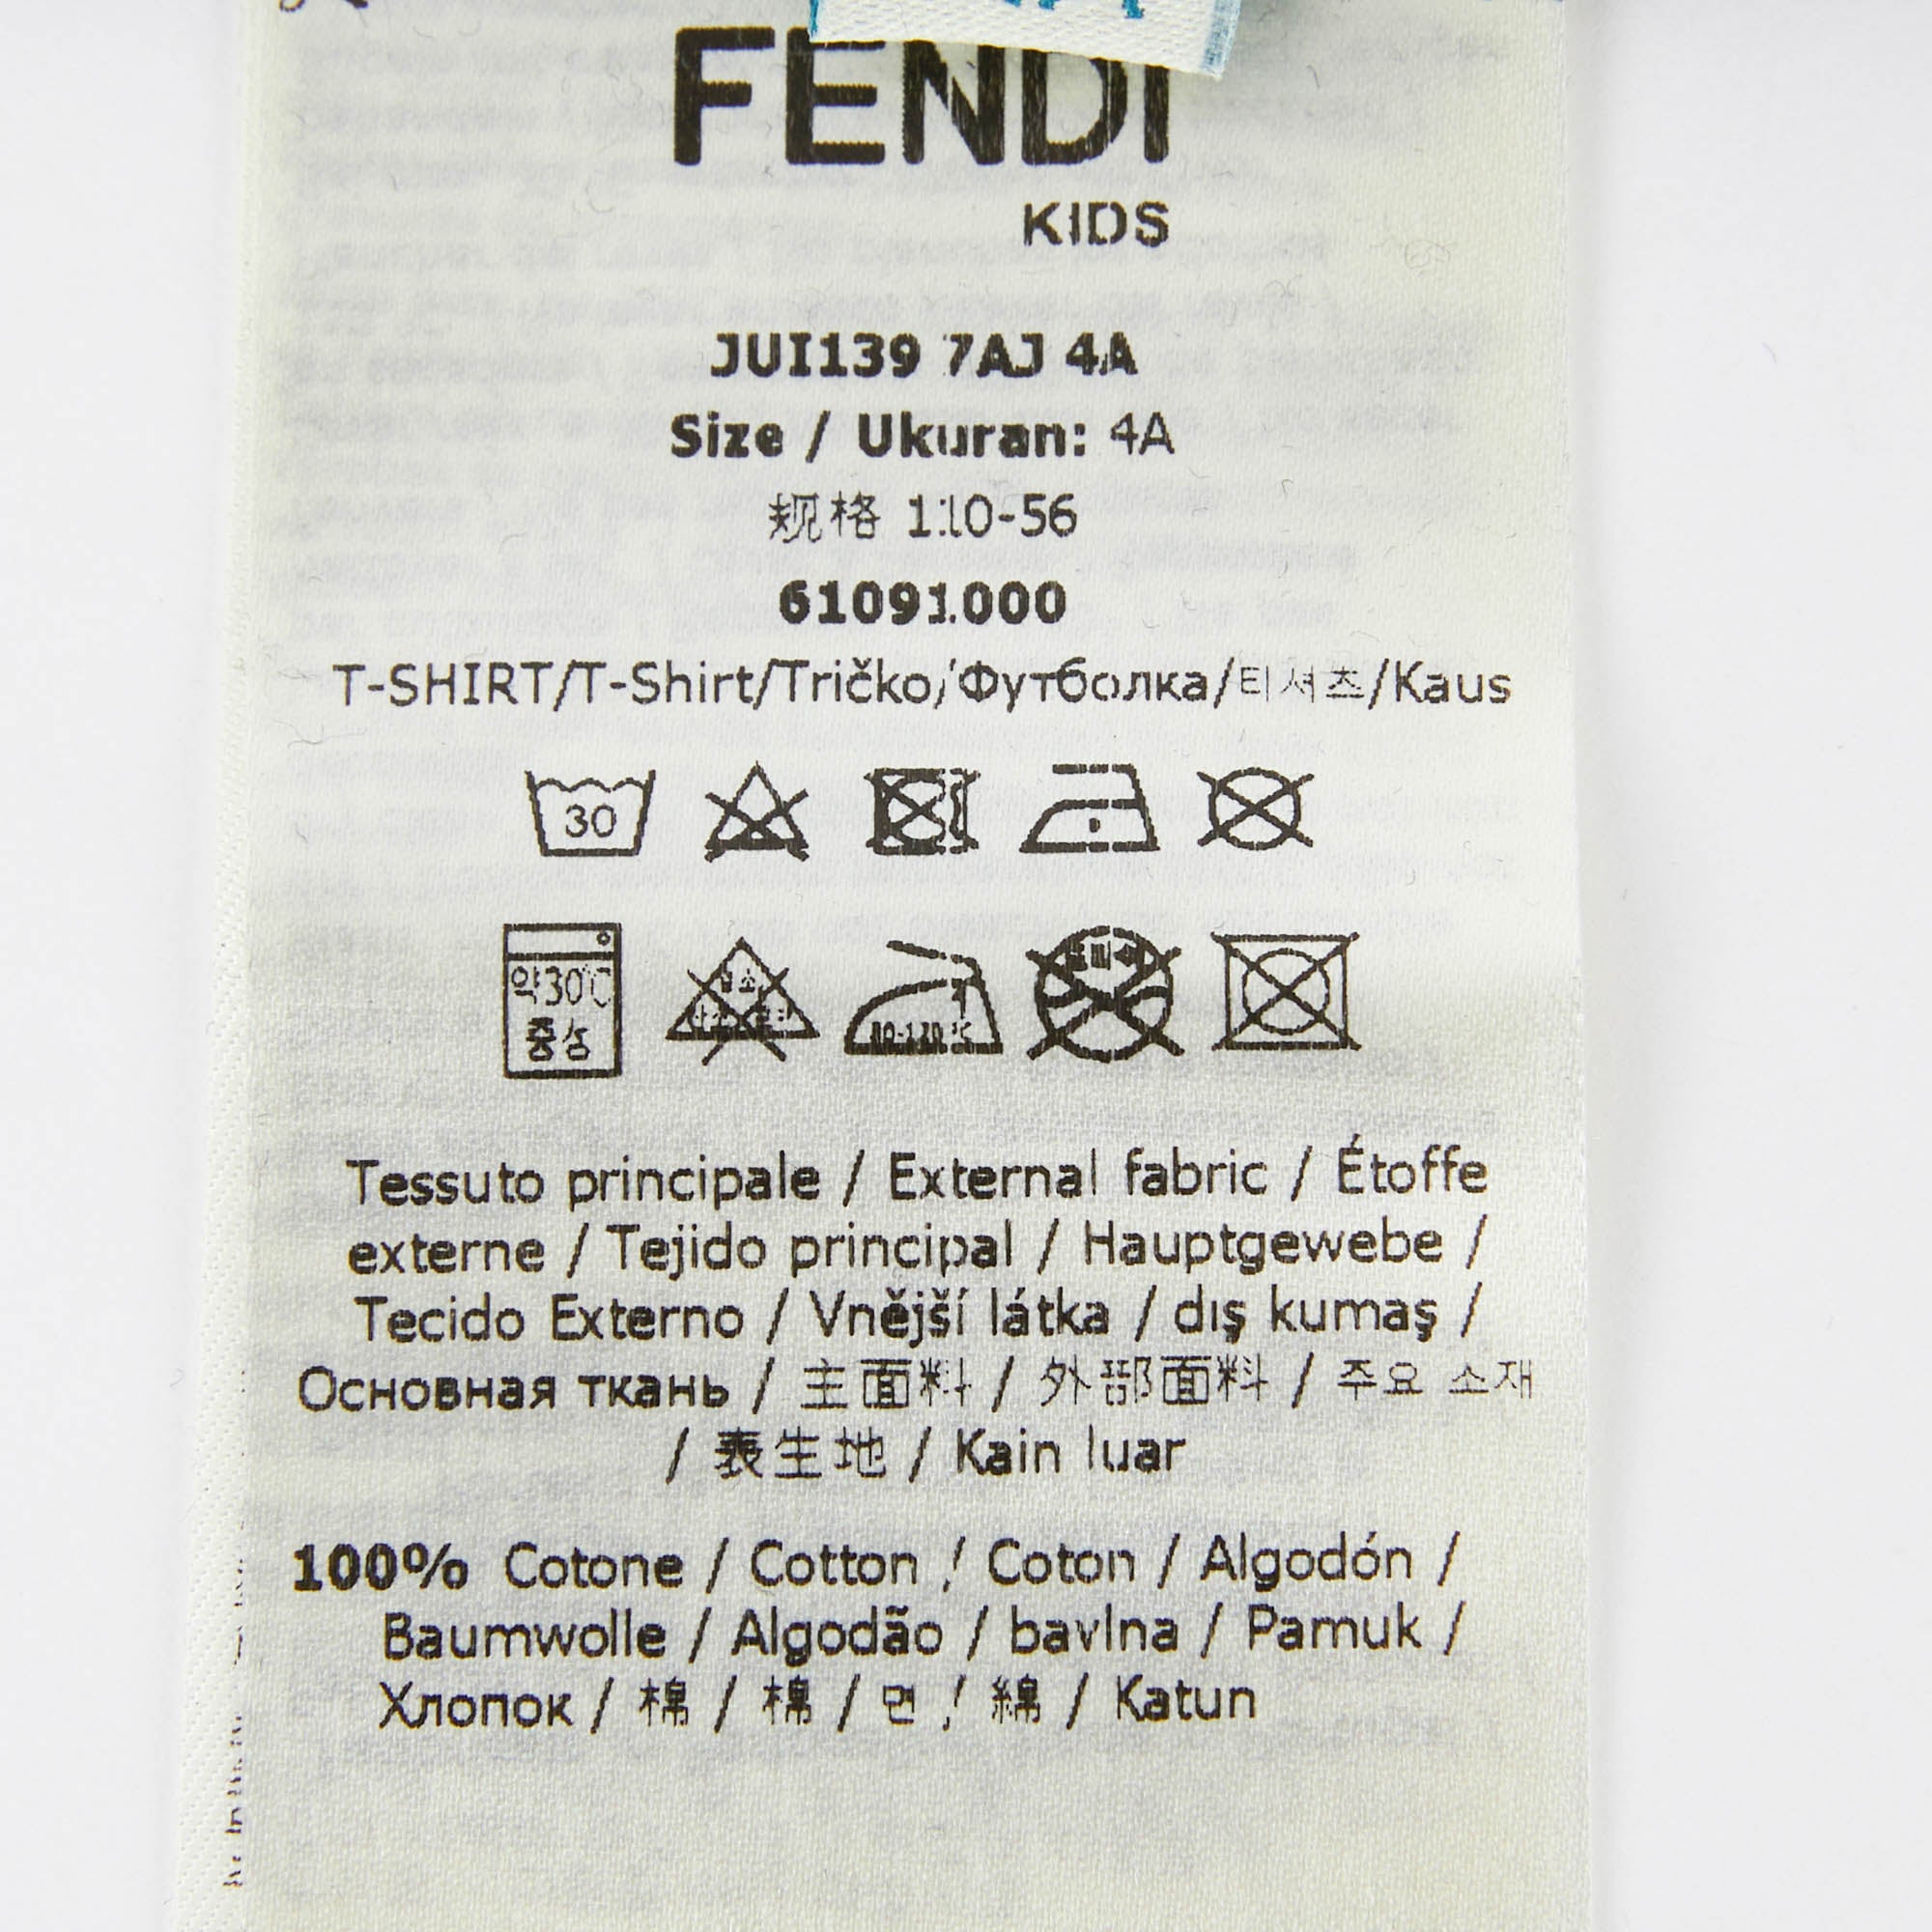 FENDI
KIDS
JUI139 7AJ 4A
Size / Ukuran: 4A
规格 110-56
61091000
T-SHIRT/T-Shirt/Tričko/Футболка/티셔츠/Kaus
30
약30℃
중성
80-120℃
Tessuto principale / External fabric / Étoffe
externe / Tejido principal / Hauptgewebe /
Tecido Externo / Vnější látka / dış kumaş /
Основная ткань / 主面料 / 外部面料 / 주요 소재
/ 表生地 / Kain luar
100% Cotone / Cotton / Coton / Algodón /
Baumwolle / Algodão / bavlna / Pamuk /
Хлопок / 棉 / 棉 / 면 / 綿 / Katun